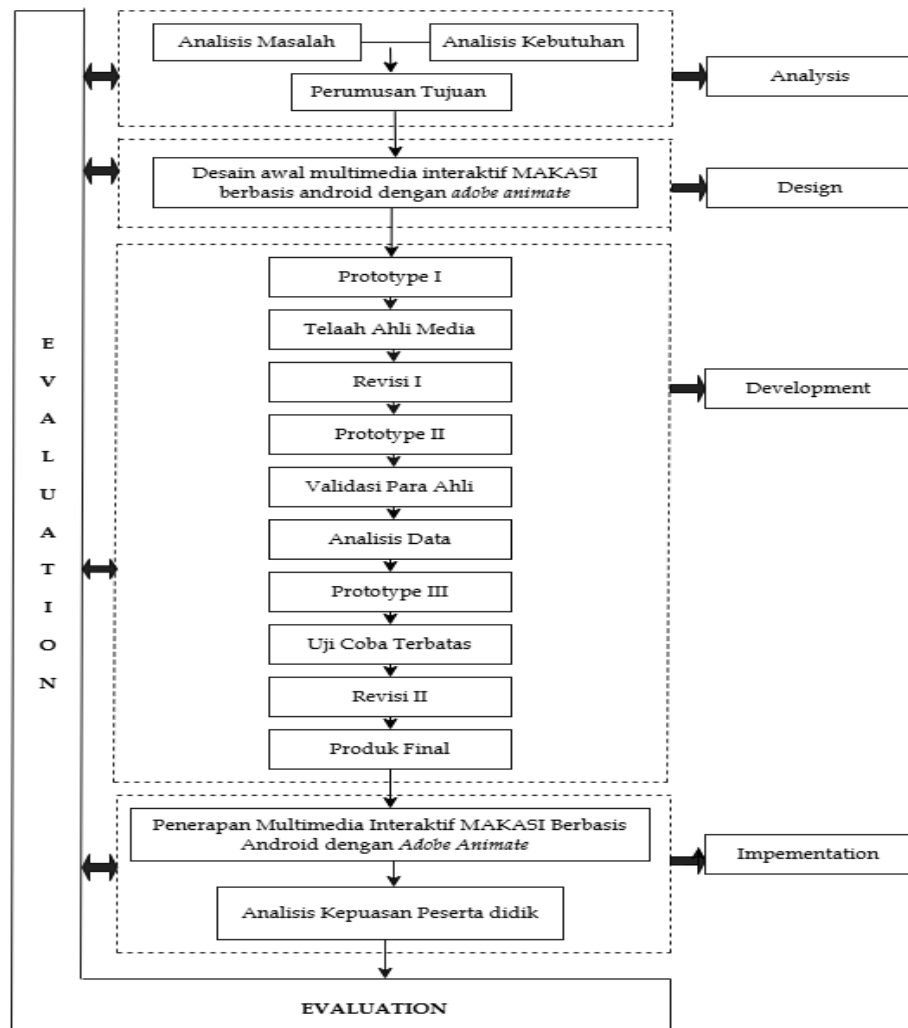 Analisis Masalah
Analisis Kebutuhan
Perumusan Tujuan
Analysis
Desain awal multimedia interaktif MAKASI
berbasis android dengan adobe animate
Design
Prototype I
Telaah Ahli Media
Revisi I
Prototype II
Validasi Para Ahli
Analisis Data
Prototype III
Uji Coba Terbatas
Revisi II
Produk Final
Development
E
V
A
L
U
A
T
I
O
N
Penerapan Multimedia Interaktif MAKASI Berbasis
Android dengan Adobe Animate
Analisis Kepuasan Peserta didik
Impementation
EVALUATION